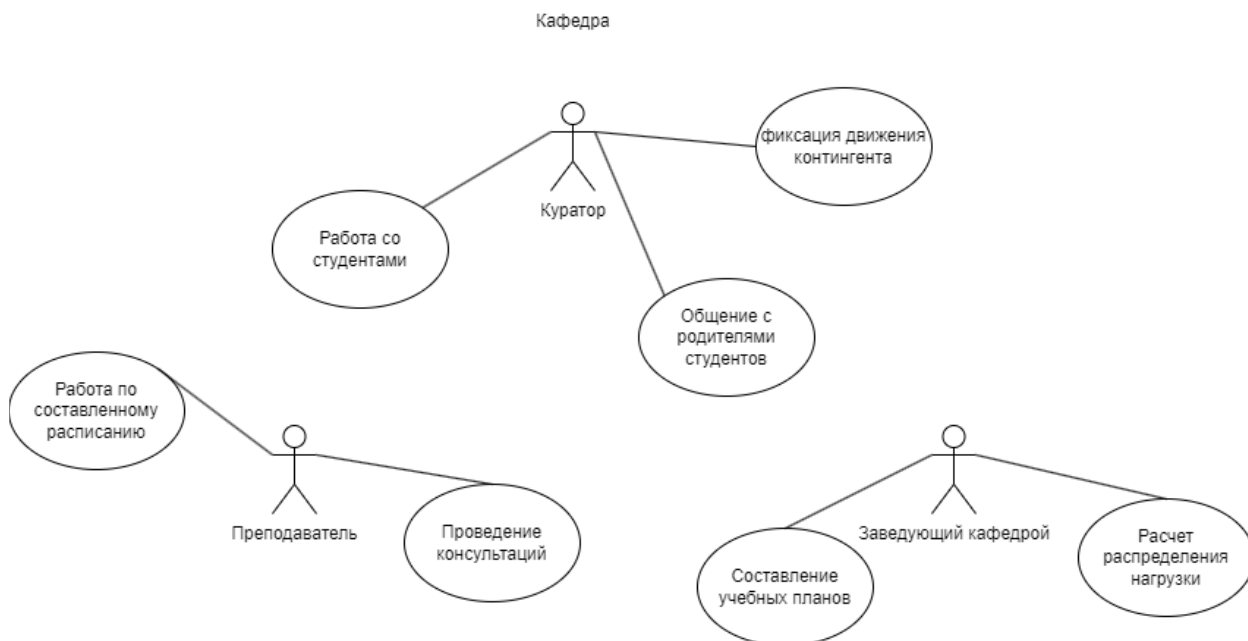 Кафедра
фиксация движения
контингента
Куратор
Работа со
студентами
Общение с
родителями
студентов
Работа по
составленному
расписанию
Преподаватель
Проведение
консультаций
Заведующий кафедрой
Составление
учебных планов
Расчет
распределения
нагрузки